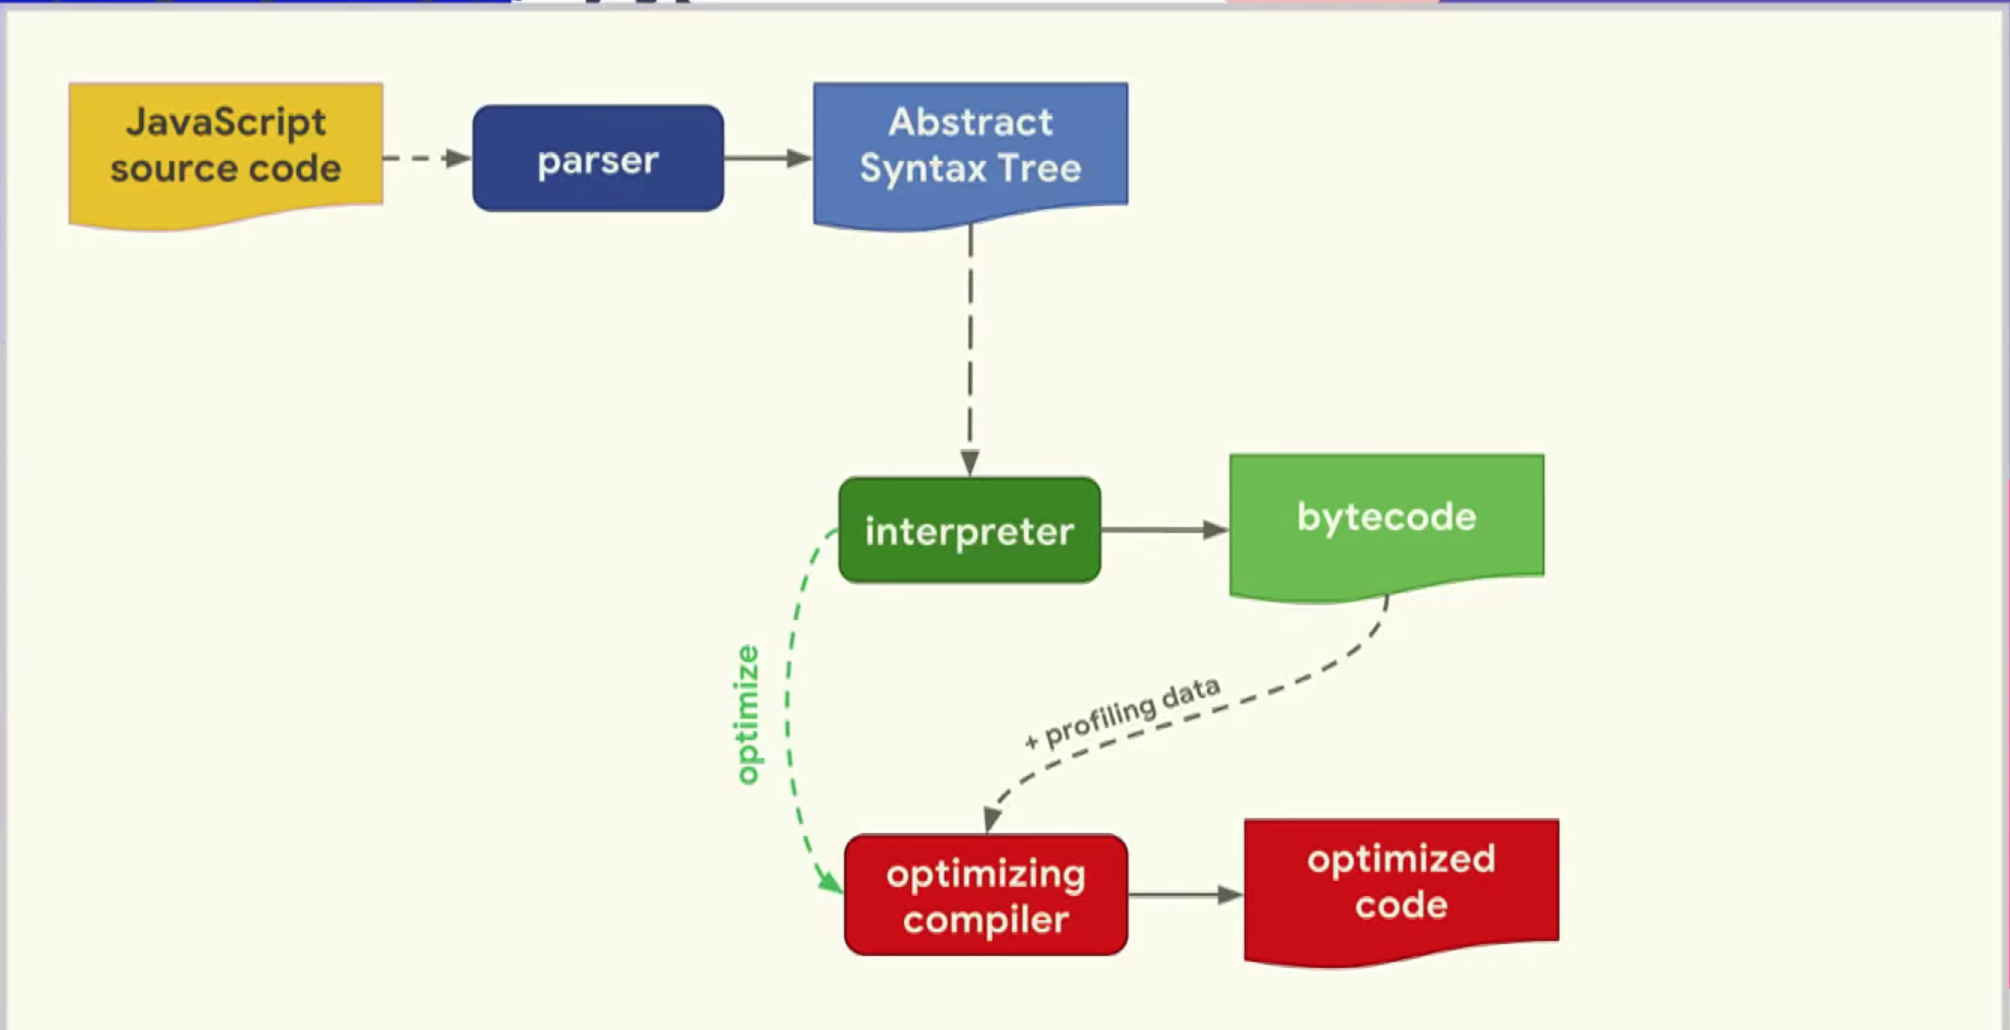 JavaScript
source code
parser
Abstract
Syntax Tree
interpreter
bytecode
optimize
+ profiling data
optimizing
compiler
optimized
code